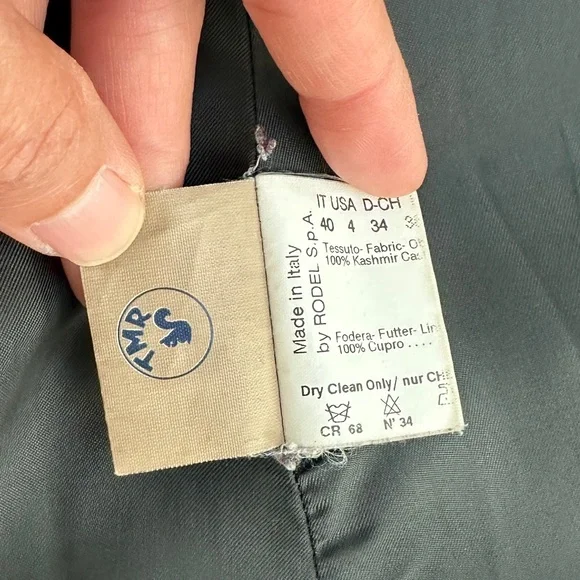 TMR
IT USA D-CH
40 4 34
Made in Italy
by RODEL S.P.A.
Tessuto- Fabric-
100% Kashmir
Fodera- Futter-
100% Cupro ....
Dry Clean Only/ nur
CR 68 N' 34